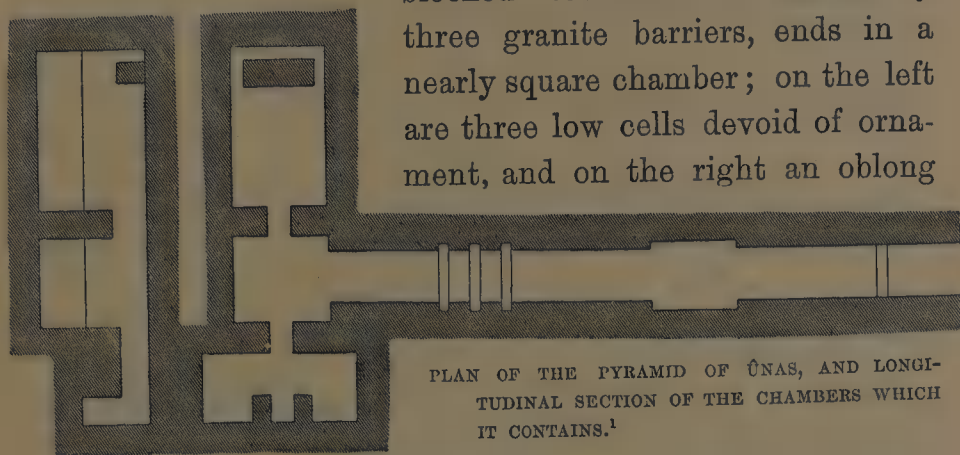 three granite barriers, ends in a
nearly square chamber; on the left
are three low cells devoid of orna-
ment, and on the right an oblong
PLAN OF THE PYRAMID OF ÛNAS, AND LONGI-
TUDINAL SECTION OF THE CHAMBERS WHICH
IT CONTAINS.¹